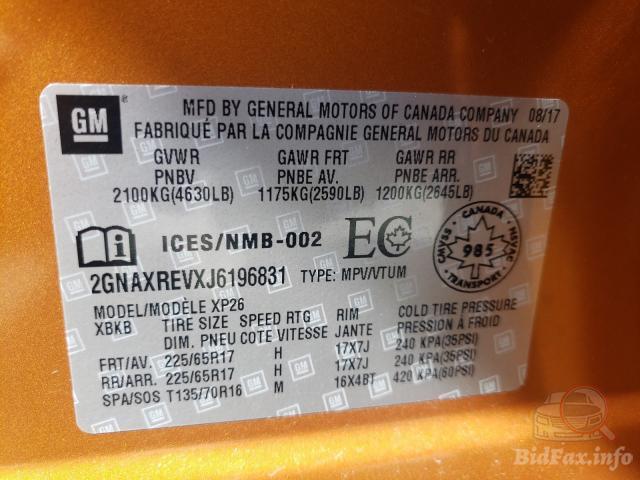 GM
MFD BY GENERAL MOTORS OF CANADA COMPANY 08/17
FABRIQUÉ PAR LA COMPAGNIE GENERAL MOTORS DU CANADA
GVWR GAWR FRT GAWR RR
PNBV PNBE AV. PNBE ARR.
2100KG(4630LB) 1175KG(2590LB) 1200KG(2645LB)
ICES/NMB-002 EC
CANADA
CMVSS 985 NSVAC
TRANSPORT
2GNAXREVXJ6196831 TYPE: MPV/VTUM
MODEL/MODÈLE XP26
XBKB TIRE SIZE SPEED RTG RIM COLD TIRE PRESSURE
DIM. PNEU COTE VITESSE JANTE PRESSION À FROID
FRT/AV. 225/65R17 H 17X7J 240 KPA(35PSI)
RR/ARR. 225/65R17 H 17X7J 240 KPA(35PSI)
SPA/SOS T135/70R16 M 16X4BT 420 KPA(60PSI)
BidFax.info